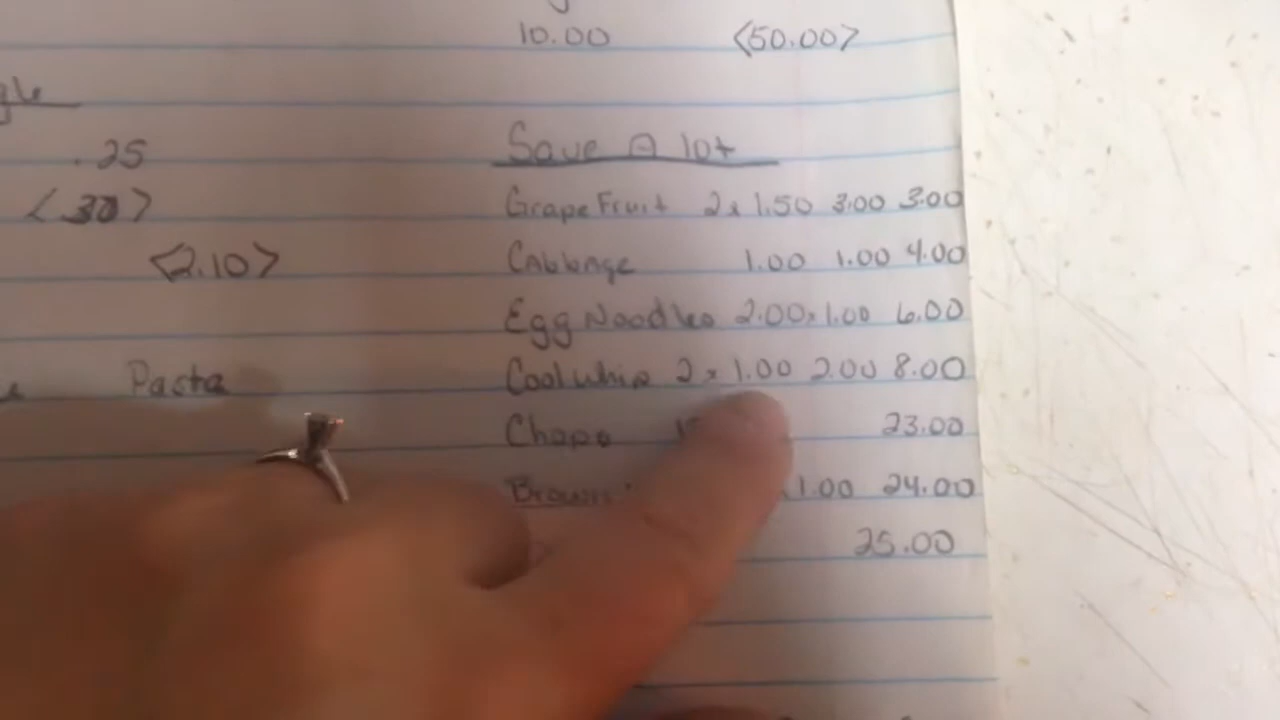 10.00 <50.00>
Save A lot
.25
Grape Fruit 2 x 1.50 3.00 3.00
<.30>
Cabbage 1.00 1.00 4.00
<2.10>
Egg Noodles 2.00 x 1.00 6.00
Pasta
Cool whip 2 x 1.00 2.00 8.00
Chops 23.00
Brown 1.00 24.00
25.00